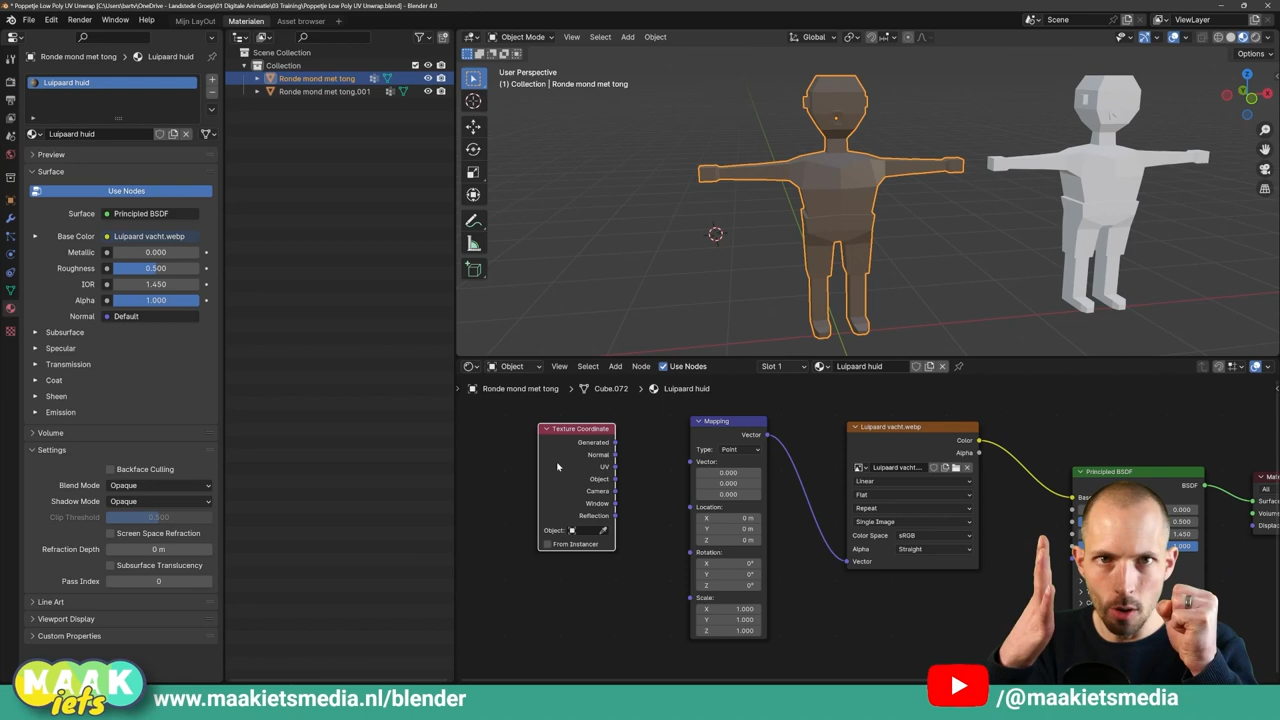 Poppetje Low Poly UV Unwrap [C:\Users\bartv\OneDrive - Landstede Groep\01 Digitale Animatie\03 Training\Poppetje Low Poly UV Unwrap.blend] - Blender 4.0
File Edit Render Window Help Mijn LayOut Materialen Asset browser Scene ViewLayer
Object Mode View Select Add Object Global Options
Ronde mond met tong Luipaard huid
Luipaard huid
Luipaard huid
Preview
Surface
Use Nodes
Surface: Principled BSDF
Base Color Luipaard vacht.webp
Metallic 0.000
Roughness 0.500
IOR 1.450
Alpha 1.000
Normal Default
Subsurface
Specular
Transmission
Coat
Sheen
Emission
Volume
Settings
Backface Culling
Blend Mode Opaque
Shadow Mode Opaque
Clip Threshold 0.500
Screen Space Refraction
Refraction Depth 0 m
Subsurface Translucency
Pass Index 0
Line Art
Viewport Display
Custom Properties
Scene Collection
Collection
Ronde mond met tong
Ronde mond met tong.001
User Perspective
(1) Collection | Ronde mond met tong
Z
Y
X
Object View Select Add Node Use Nodes Slot 1 Luipaard huid
Ronde mond met tong Cube.072 Luipaard huid
Texture Coordinate
Generated
Normal
UV
Object
Camera
Window
Reflection
Object:
From Instancer
Mapping
Vector
Type: Point
Vector:
0.000
0.000
0.000
Location:
X 0 m
Y 0 m
Z 0 m
Rotation:
X 0°
Y 0°
Z 0°
Scale:
X 1.000
Y 1.000
Z 1.000
Luipaard vacht.webp
Color
Alpha
Luipaard vacht....
Linear
Flat
Repeat
Single Image
Color Space sRGB
Alpha Straight
Vector
Principled BSDF
BSDF
Base
0.000
0.500
1.450
1.000
All
Surface
Volume
MAAK
iets
www.maakietsmedia.nl/blender
/@maakietsmedia